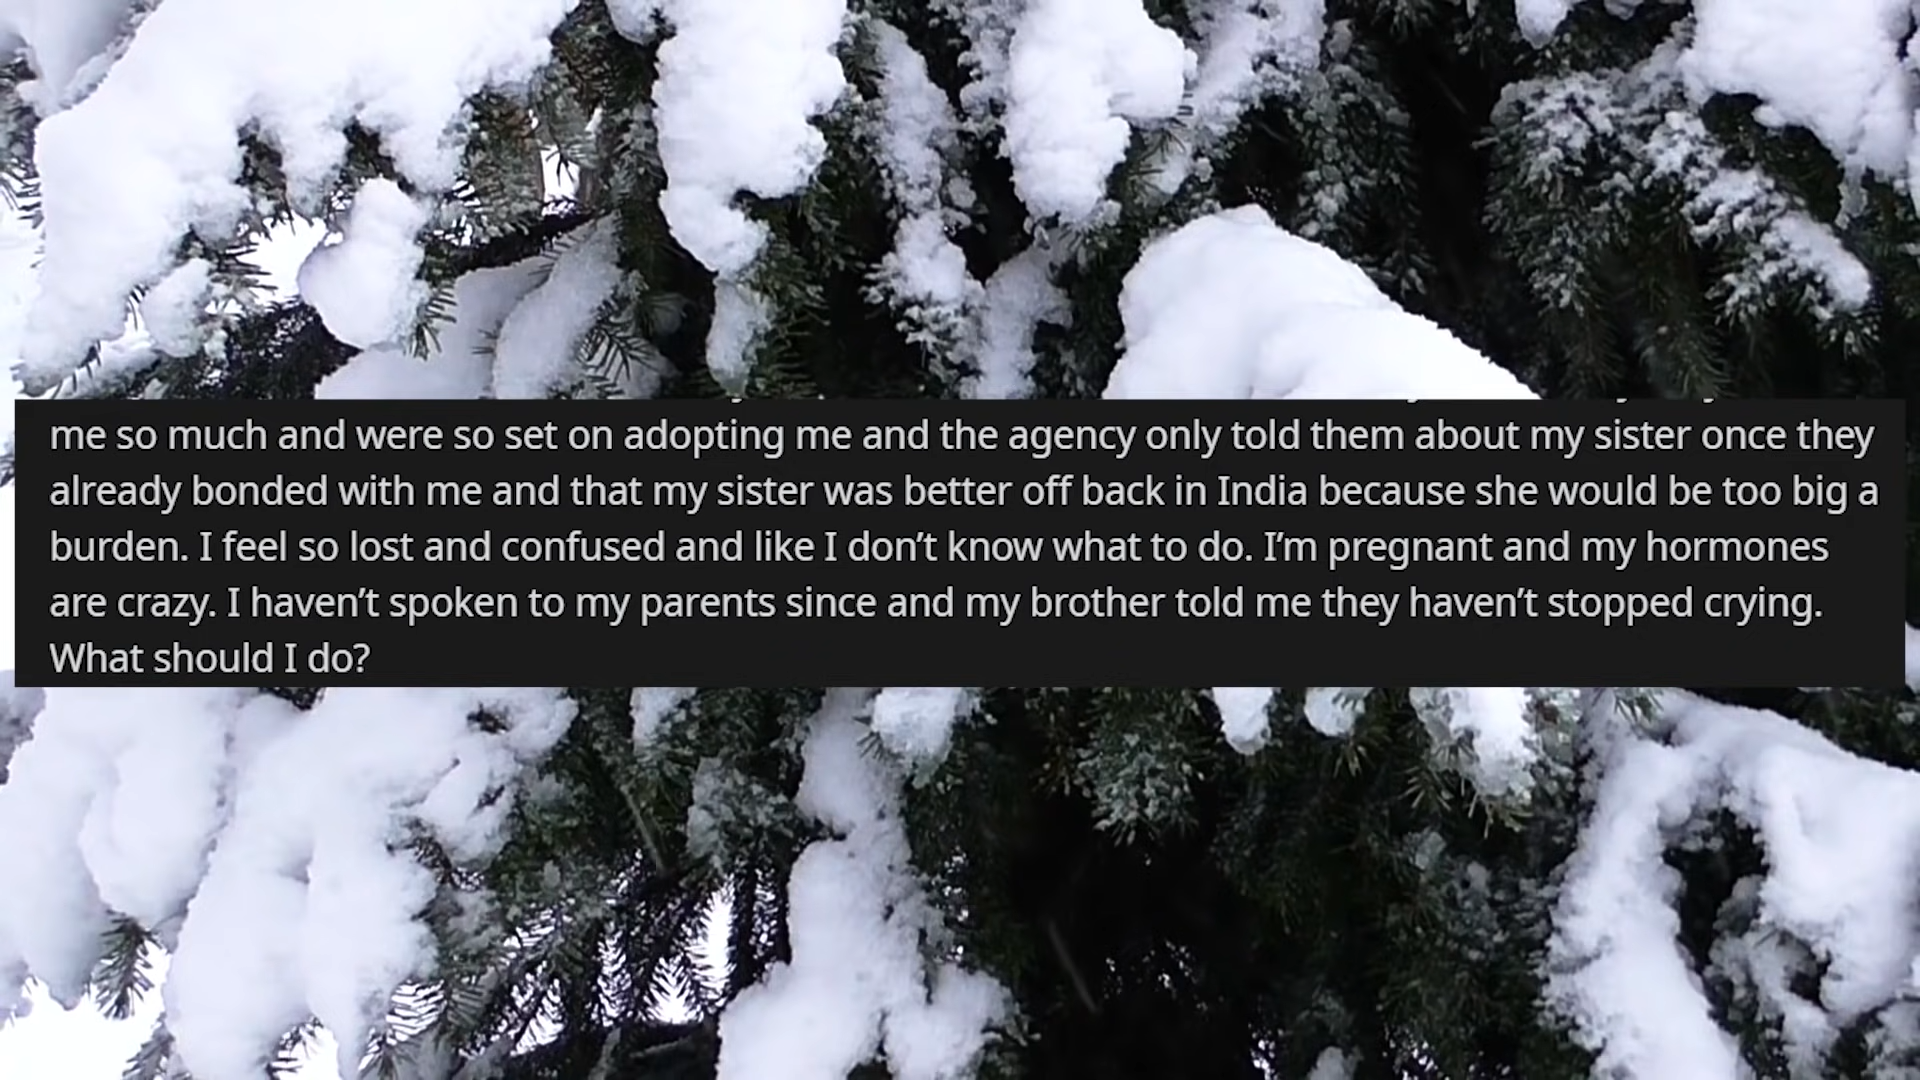 me so much and were so set on adopting me and the agency only told them about my sister once they
already bonded with me and that my sister was better off back in India because she would be too big a
burden. I feel so lost and confused and like I don’t know what to do. I’m pregnant and my hormones
are crazy. I haven’t spoken to my parents since and my brother told me they haven’t stopped crying.
What should I do?